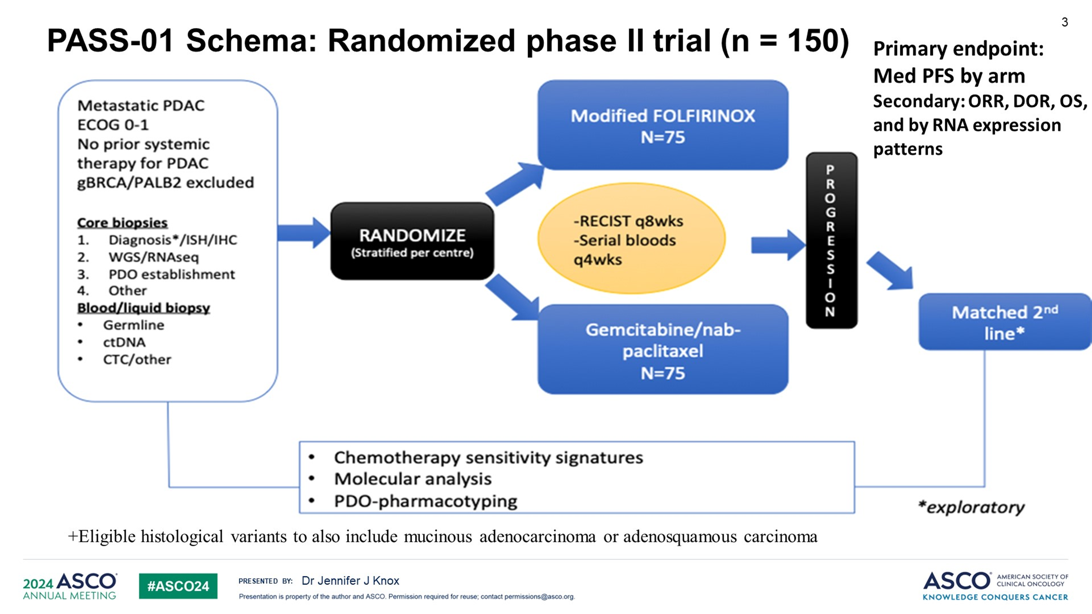 3
PASS-01 Schema: Randomized phase II trial (n = 150)
Primary endpoint:
Med PFS by arm
Secondary: ORR, DOR, OS,
and by RNA expression
patterns
Metastatic PDAC
ECOG 0-1
No prior systemic
therapy for PDAC
gBRCA/PALB2 excluded
Core biopsies
1. Diagnosis*/ISH/IHC
2. WGS/RNAseq
3. PDO establishment
4. Other
Blood/liquid biopsy
• Germline
• ctDNA
• CTC/other
RANDOMIZE
(Stratified per centre)
Modified FOLFIRINOX
N=75
-RECIST q8wks
-Serial bloods
q4wks
Gemcitabine/nab-
paclitaxel
N=75
PROGRESSION
Matched 2nd
line*
• Chemotherapy sensitivity signatures
• Molecular analysis
• PDO-pharmacotyping
*exploratory
+Eligible histological variants to also include mucinous adenocarcinoma or adenosquamous carcinoma
2024 ASCO
ANNUAL MEETING
#ASCO24
PRESENTED BY: Dr Jennifer J Knox
Presentation is property of the author and ASCO. Permission required for reuse; contact permissions@asco.org.
ASCO AMERICAN SOCIETY OF
CLINICAL ONCOLOGY
KNOWLEDGE CONQUERS CANCER